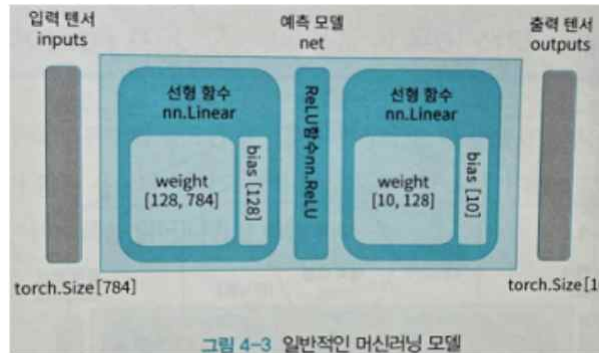 입력 텐서
inputs
예측 모델
net
출력 텐서
outputs
선형 함수
nn.Linear
weight
[128, 784]
bias [128]
ReLU함수nn.ReLU
선형 함수
nn.Linear
weight
[10, 128]
bias [10]
torch.Size[784]
torch.Size[1
그림 4-3 일반적인 머신러닝 모델